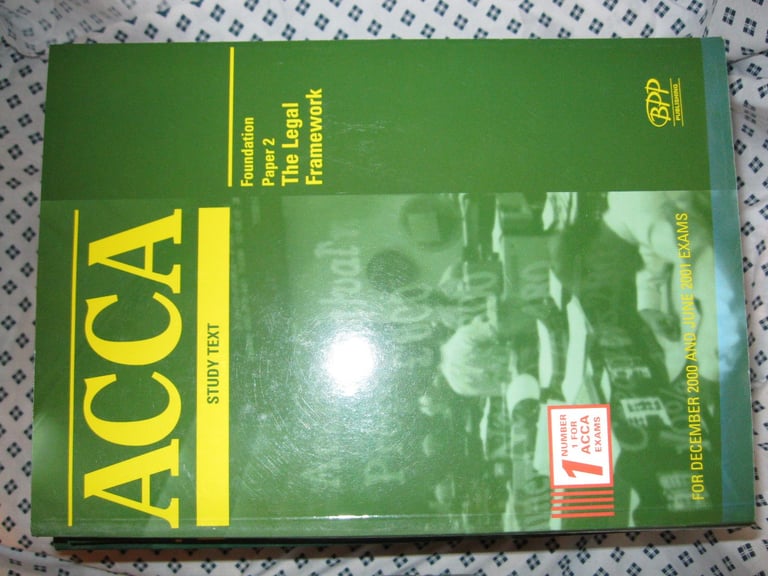 ACCA
STUDY TEXT
Foundation
Paper 2
The Legal
Framework
1
NUMBER
1 FOR
ACCA
EXAMS
FOR DECEMBER 2000 AND JUNE 2001 EXAMS
BPP
PUBLISHING